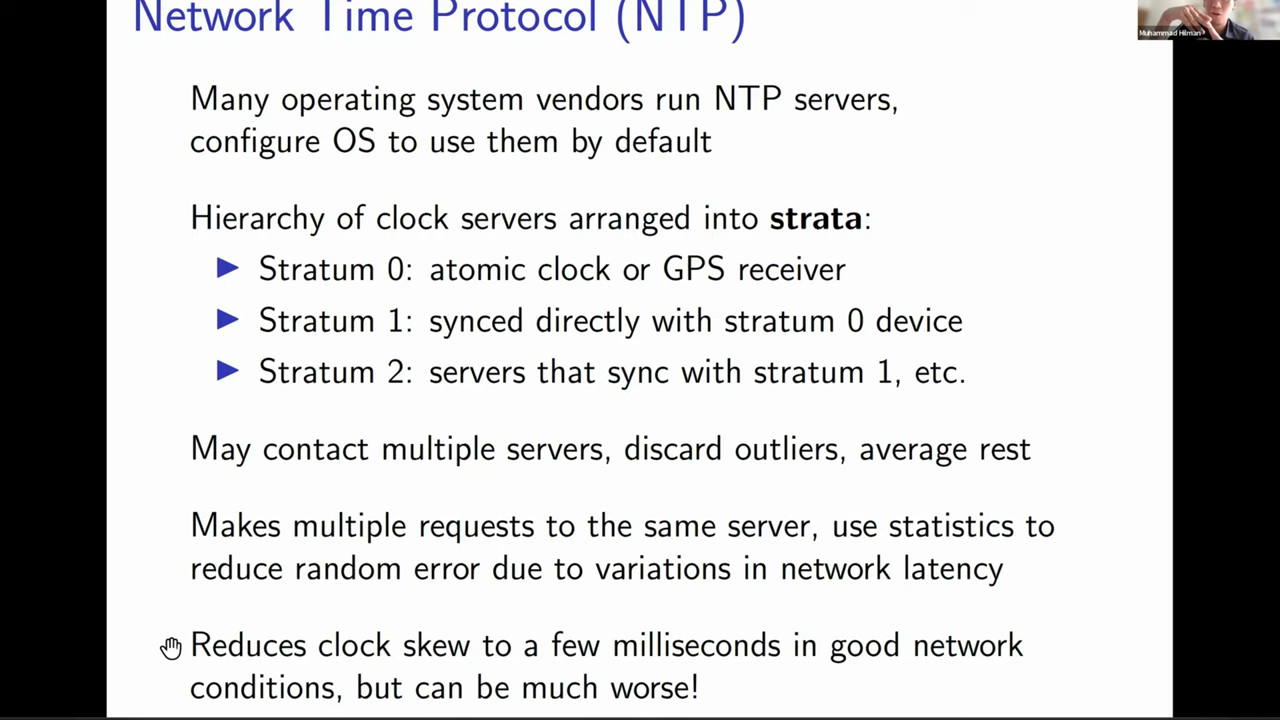 Network Time Protocol (NTP)
Muhammad Hilman
Many operating system vendors run NTP servers,
configure OS to use them by default
Hierarchy of clock servers arranged into strata:
▶ Stratum 0: atomic clock or GPS receiver
▶ Stratum 1: synced directly with stratum 0 device
▶ Stratum 2: servers that sync with stratum 1, etc.
May contact multiple servers, discard outliers, average rest
Makes multiple requests to the same server, use statistics to
reduce random error due to variations in network latency
Reduces clock skew to a few milliseconds in good network
conditions, but can be much worse!